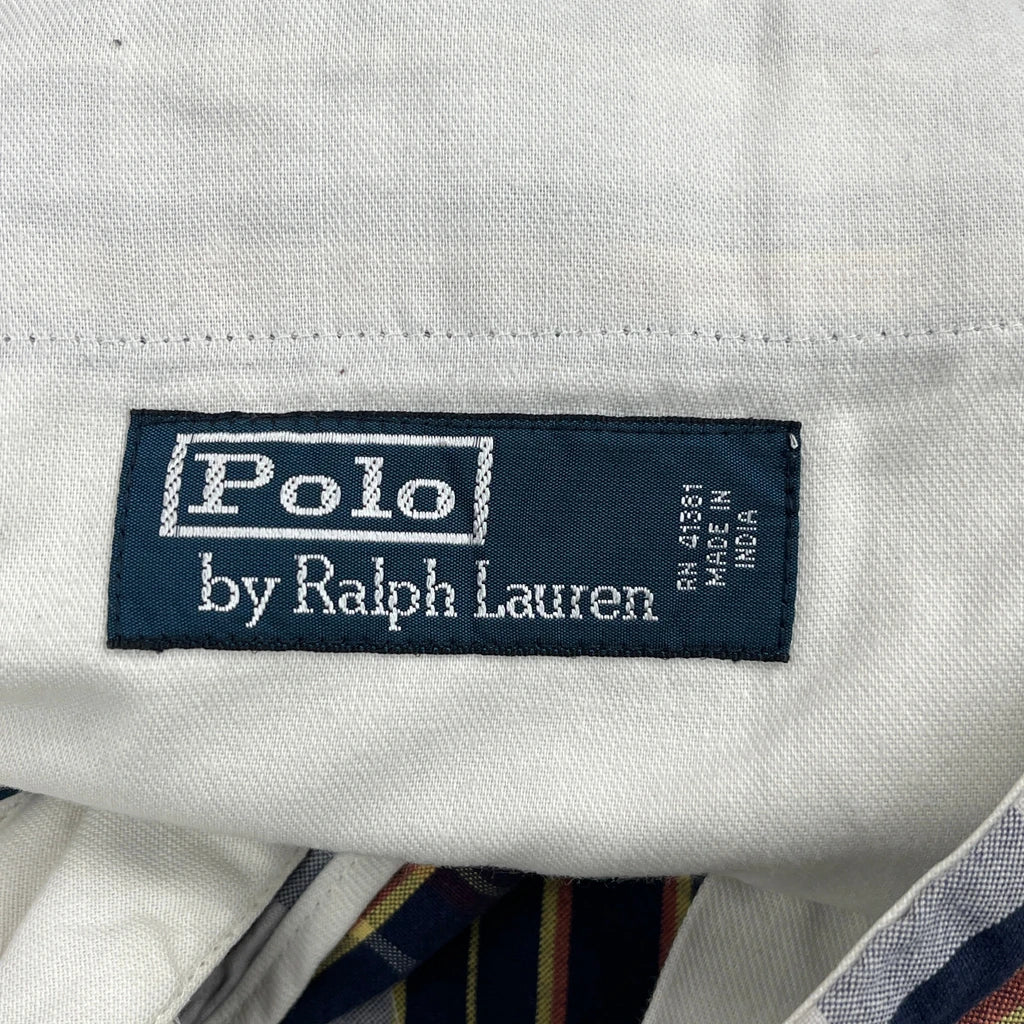 Polo
by Ralph Lauren
RN 41381
MADE IN
INDIA